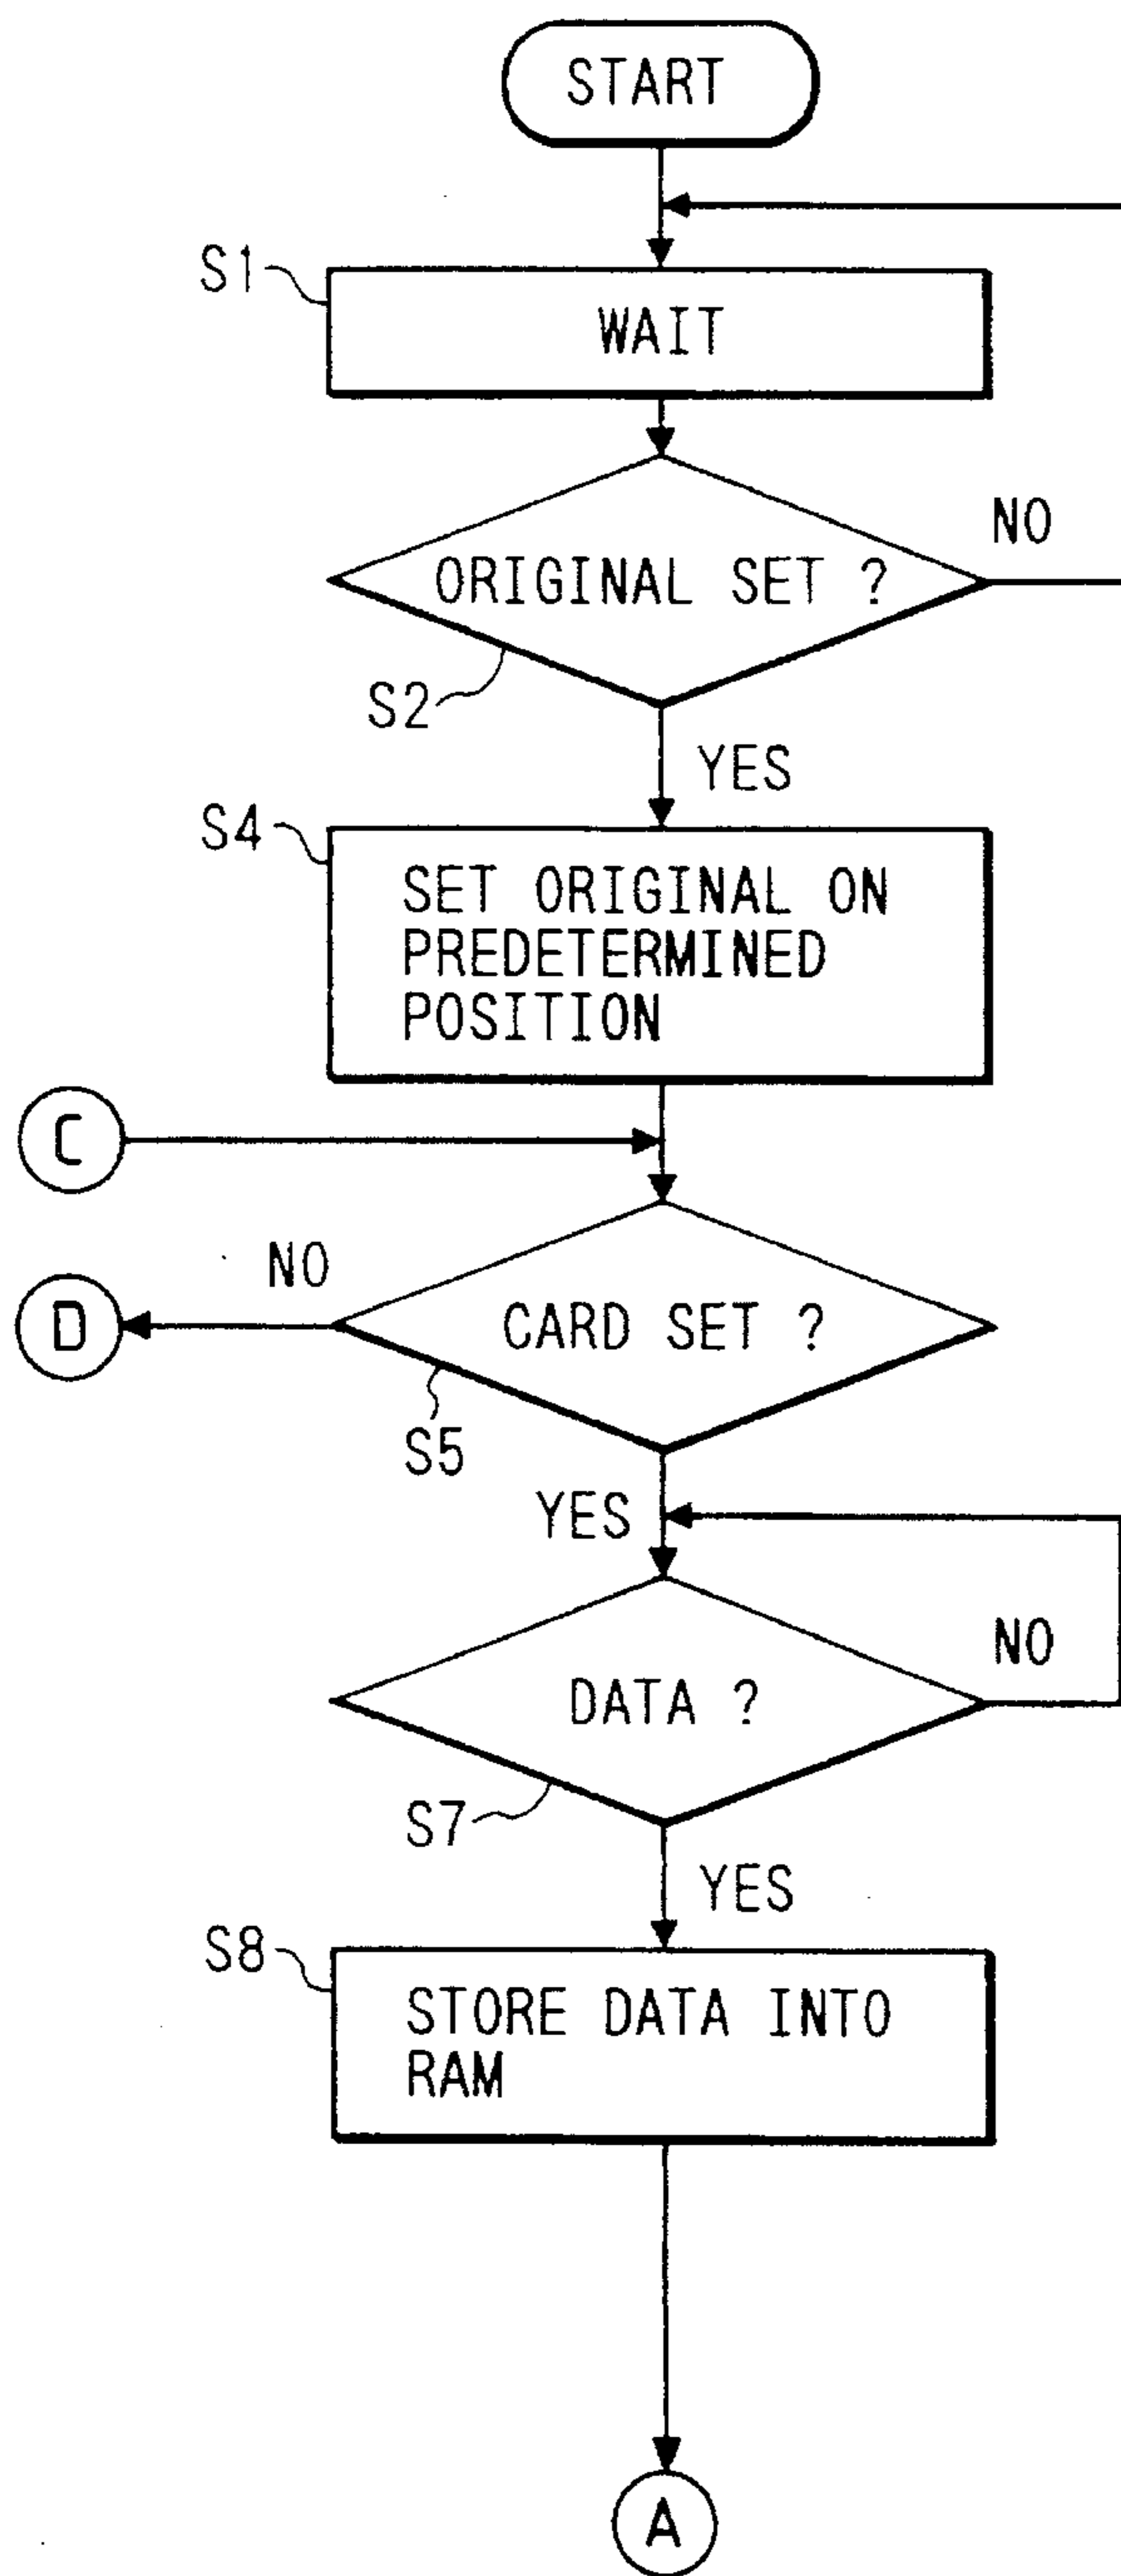 START
S1
WAIT
NO
ORIGINAL SET ?
S2
YES
S4
SET ORIGINAL ON
PREDETERMINED
POSITION
C
NO
D
CARD SET ?
S5
YES
NO
DATA ?
S7
YES
S8
STORE DATA INTO
RAM
A